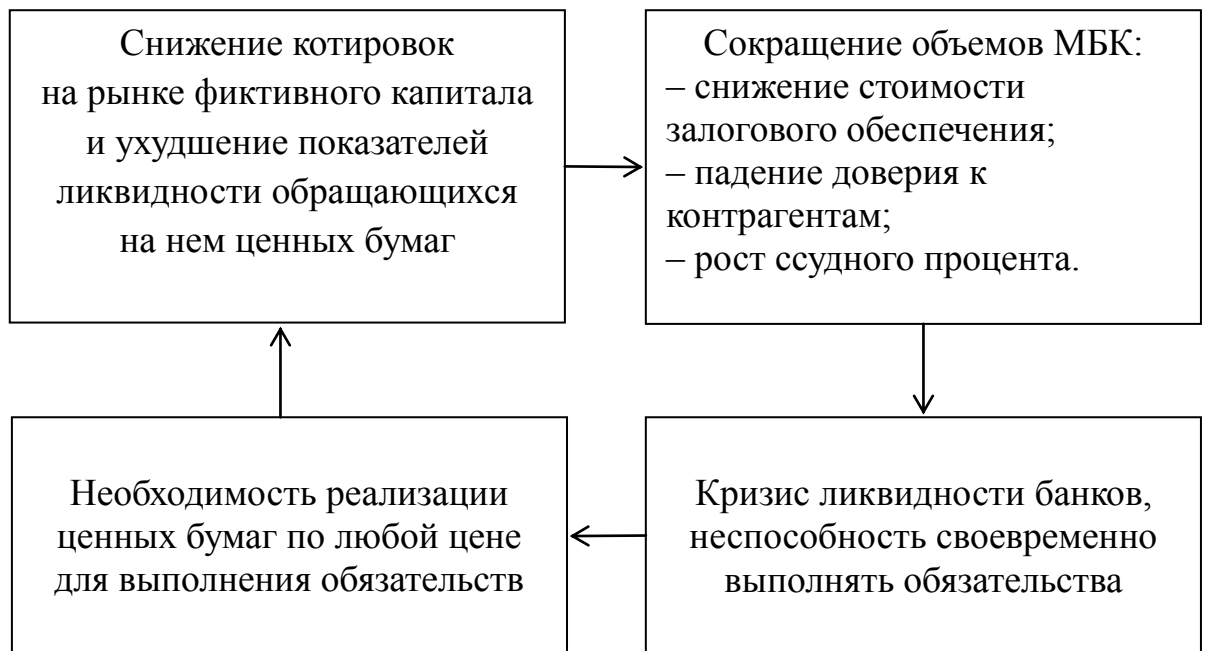 Снижение котировок
на рынке фиктивного капитала
и ухудшение показателей
ликвидности обращающихся
на нем ценных бумаг
Сокращение объемов МБК:
– снижение стоимости
залогового обеспечения;
– падение доверия к
контрагентам;
– рост ссудного процента.
Необходимость реализации
ценных бумаг по любой цене
для выполнения обязательств
Кризис ликвидности банков,
неспособность своевременно
выполнять обязательства